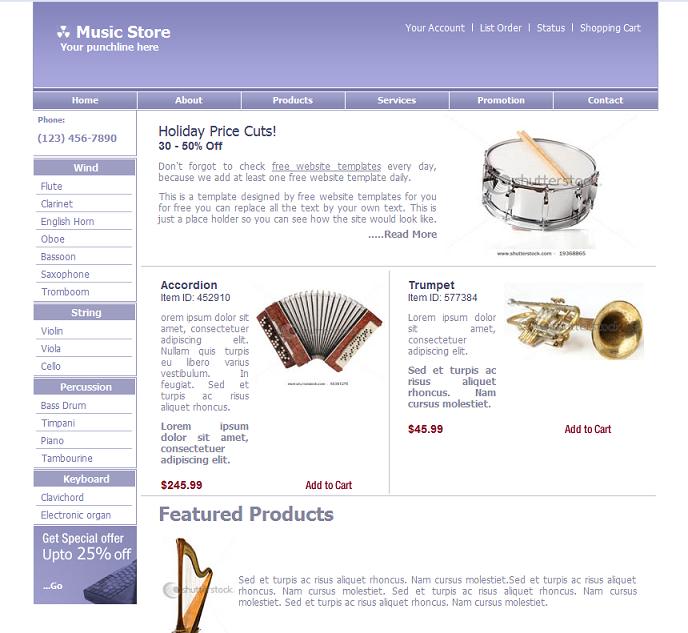 Music Store
Your punchline here
Your Account | List Order | Status | Shopping Cart
Home
About
Products
Services
Promotion
Contact
Phone:
(123) 456-7890
Wind
Flute
Clarinet
English Horn
Oboe
Bassoon
Saxophone
Tromboom
String
Violin
Viola
Cello
Percussion
Bass Drum
Timpani
Piano
Tambourine
Keyboard
Clavichord
Electronic organ
Get Special offer
Upto 25% off
...Go
Holiday Price Cuts!
30 - 50% Off
Don't forgot to check free website templates every day,
because we add at least one free website template daily.
This is a template designed by free website templates for you
for free you can replace all the text by your own text. This is
just a place holder so you can see how the site would look like.
.....Read More
shutterstock
www.shutterstock.com · 19368865
Accordion
Item ID: 452910
orem ipsum dolor sit
amet, consectetuer
adipiscing elit.
Nullam quis turpis
eu libero varius
vestibulum. In
feugiat. Sed et
turpis ac risus
aliquet rhoncus.
Lorem ipsum
dolor sit amet,
consectetuer
adipiscing elit.
$245.99
Add to Cart
Trumpet
Item ID: 577384
Lorem ipsum dolor
sit amet,
consectetuer
adipiscing elit.
Sed et turpis ac
risus aliquet
rhoncus. Nam
cursus molestiet.
$45.99
Add to Cart
Featured Products
shutterstock
Sed et turpis ac risus aliquet rhoncus. Nam cursus molestiet.Sed et turpis ac risus aliquet
rhoncus. Nam cursus molestiet. Sed et turpis ac risus aliquet rhoncus. Nam cursus
molestiet. Sed et turpis ac risus aliquet rhoncus. Nam cursus molestiet.